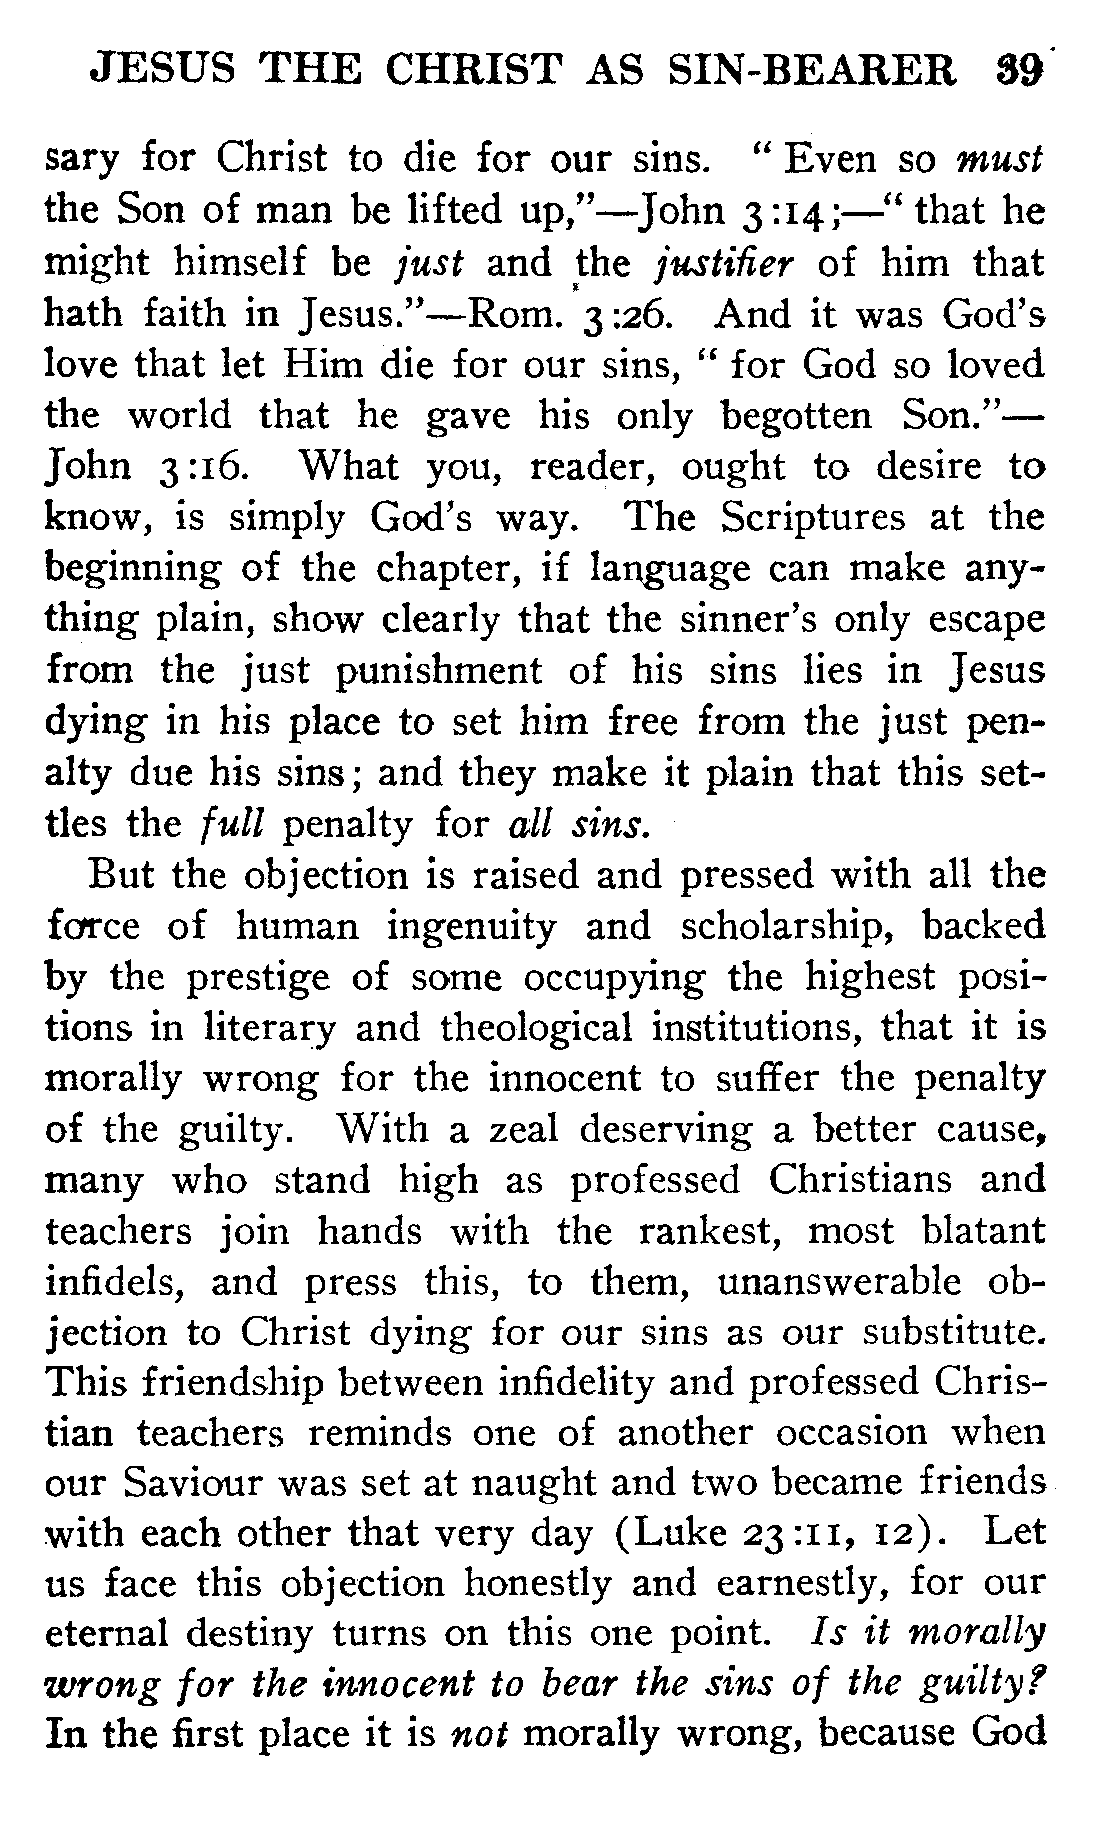 JESUS THE CHRIST AS SIN-BEARER 39
sary for Christ to die for our sins. “ Even so must
the Son of man be lifted up,”—John 3:14;—“ that he
might himself be just and the justifier of him that
hath faith in Jesus.”—Rom. 3:26. And it was God’s
love that let Him die for our sins, “ for God so loved
the world that he gave his only begotten Son.”—
John 3:16. What you, reader, ought to desire to
know, is simply God’s way. The Scriptures at the
beginning of the chapter, if language can make any-
thing plain, show clearly that the sinner’s only escape
from the just punishment of his sins lies in Jesus
dying in his place to set him free from the just pen-
alty due his sins; and they make it plain that this set-
tles the full penalty for all sins.
But the objection is raised and pressed with all the
force of human ingenuity and scholarship, backed
by the prestige of some occupying the highest posi-
tions in literary and theological institutions, that it is
morally wrong for the innocent to suffer the penalty
of the guilty. With a zeal deserving a better cause,
many who stand high as professed Christians and
teachers join hands with the rankest, most blatant
infidels, and press this, to them, unanswerable ob-
jection to Christ dying for our sins as our substitute.
This friendship between infidelity and professed Chris-
tian teachers reminds one of another occasion when
our Saviour was set at naught and two became friends
with each other that very day (Luke 23:11, 12). Let
us face this objection honestly and earnestly, for our
eternal destiny turns on this one point. Is it morally
wrong for the innocent to bear the sins of the guilty?
In the first place it is not morally wrong, because God